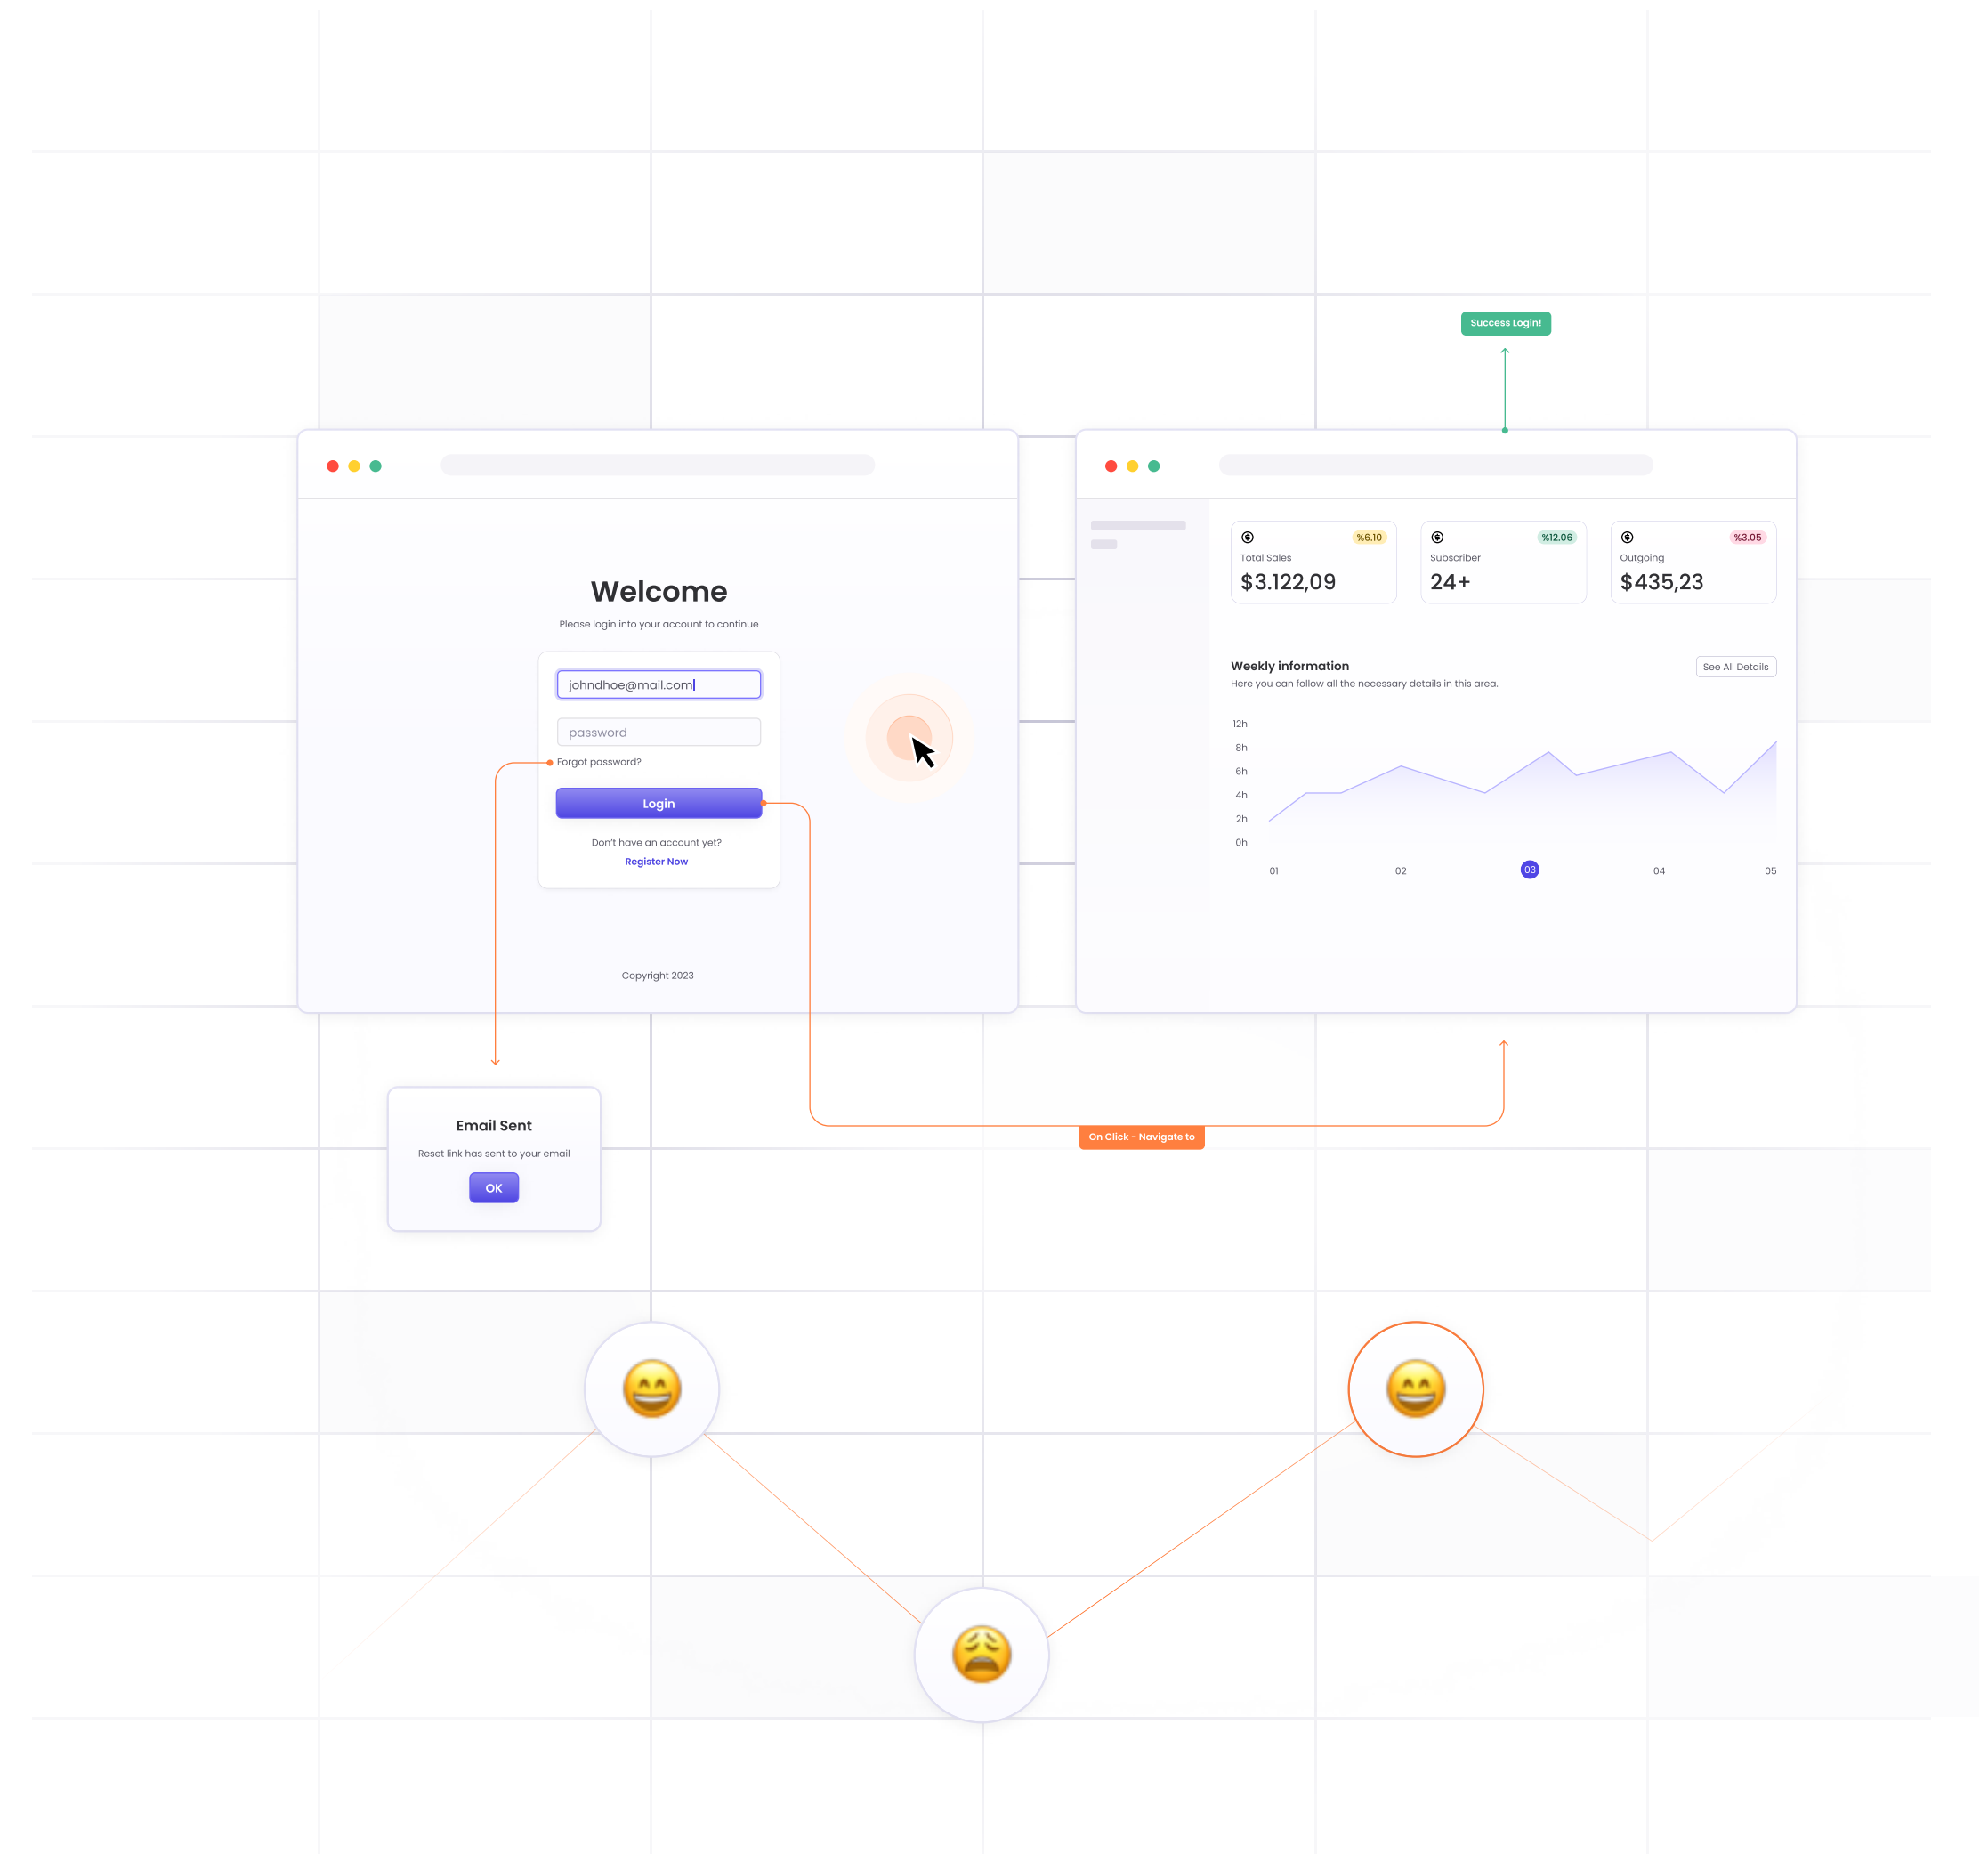 Success Login!
Welcome
Please login into your account to continue
johndhoe@mail.com
password
Forgot password?
Login
Don't have an account yet?
Register Now
Copyright 2023
%6.10
Total Sales
$3.122,09
%12.06
Subscriber
24+
%3.05
Outgoing
$435,23
Weekly information
See All Details
Here you can follow all the necessary details in this area.
12h
8h
6h
4h
2h
0h
01 02 03 04 05
On Click - Navigate to
Email Sent
Reset link has sent to your email
OK